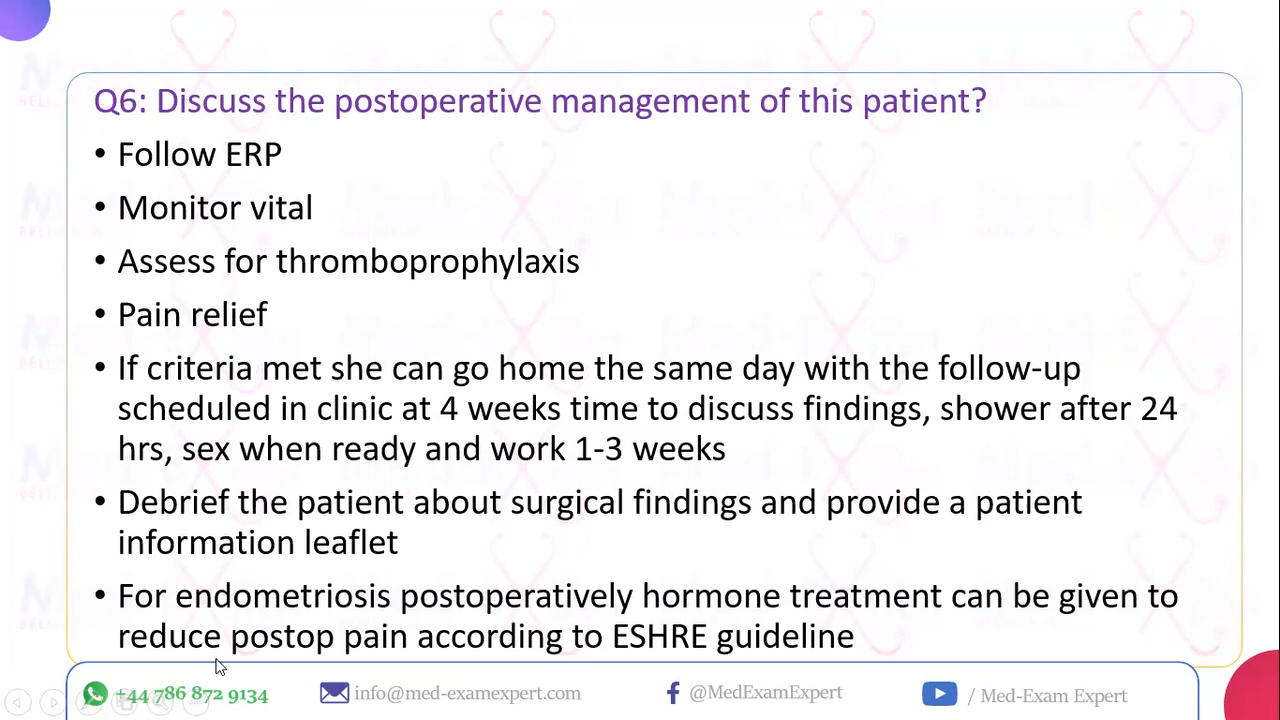 Q6: Discuss the postoperative management of this patient?
• Follow ERP
• Monitor vital
• Assess for thromboprophylaxis
• Pain relief
• If criteria met she can go home the same day with the follow-up
scheduled in clinic at 4 weeks time to discuss findings, shower after 24
hrs, sex when ready and work 1-3 weeks
• Debrief the patient about surgical findings and provide a patient
information leaflet
• For endometriosis postoperatively hormone treatment can be given to
reduce postop pain according to ESHRE guideline
+44 786 872 9134 info@med-examexpert.com @MedExamExpert / Med-Exam Expert